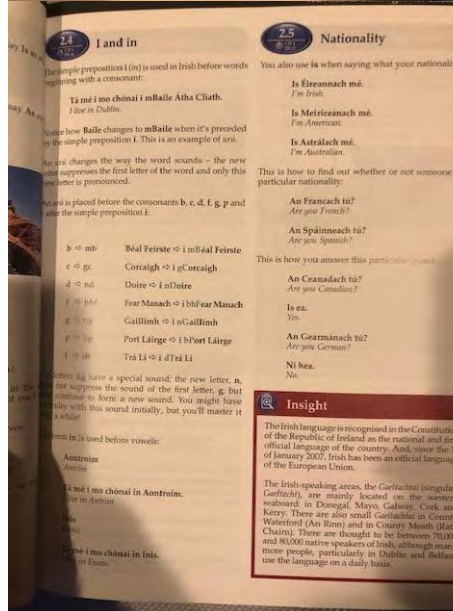 2.4
I and in
The simple preposition i (in) is used in Irish before words
beginning with a consonant:
Tá mé i mo chónaí i mBaile Átha Cliath.
I live in Dublin.
Notice how Baile changes to mBaile when it's preceded
by the simple preposition i. This is an example of urú.
An urú changes the way the word sounds – the new
letter suppresses the first letter of the word and only this
new letter is pronounced.
An urú is placed before the consonants b, c, d, f, g, p and
after the simple preposition i:
b ⇨ mb Béal Feirste ⇨ i mBéal Feirste
c ⇨ gc Corcaigh ⇨ i gCorcaigh
d ⇨ nd Doire ⇨ i nDoire
f ⇨ bhf Fear Manach ⇨ i bhFear Manach
Gaillimh ⇨ i nGaillimh
Port Láirge ⇨ i bPort Láirge
Trá Lí ⇨ i dTrá Lí
letters ng have a special sound; the new letter, n,
not suppress the sound of the first letter, g, but
combine to form a new sound. You might have
with this sound initially, but you'll master it
a while!
form in is used before vowels:
Aontroim
Antrim
Tá mé i mo chónaí in Aontroim.
I live in Antrim.
Inis
Tá mé i mo chónaí in Inis.
in Ennis.
2.5
Nationality
You also use is when saying what your
Is Éireannach mé.
I'm Irish.
Is Meiriceánach mé.
I'm American.
Is Astrálach mé.
I'm Australian.
This is how to find out whether or not someone
particular nationality:
An Francach tú?
Are you French?
An Spáinneach tú?
Are you Spanish?
This is how you answer this particular
An Ceanadach tú?
Are you Canadian?
Is ea.
Yes.
An Gearmánach tú?
Are you German?
Ní hea.
No.
Insight
The Irish language is recognised in the
of the Republic of Ireland as the national and
official language of the country. And, since the
of January 2007, Irish has been an official
of the European Union.
The Irish-speaking areas, the Gaeltachtaí
Gaeltacht), are mainly located on the
seaboard in Donegal, Mayo, Galway, Cork
Kerry. There are also small Gaeltachtaí in
Waterford (An Rinn) and in County Meath
Chairn). There are thought to be between
and 80,000 native speakers of Irish, although
more people, particularly in Dublin and
use the language on a daily basis.